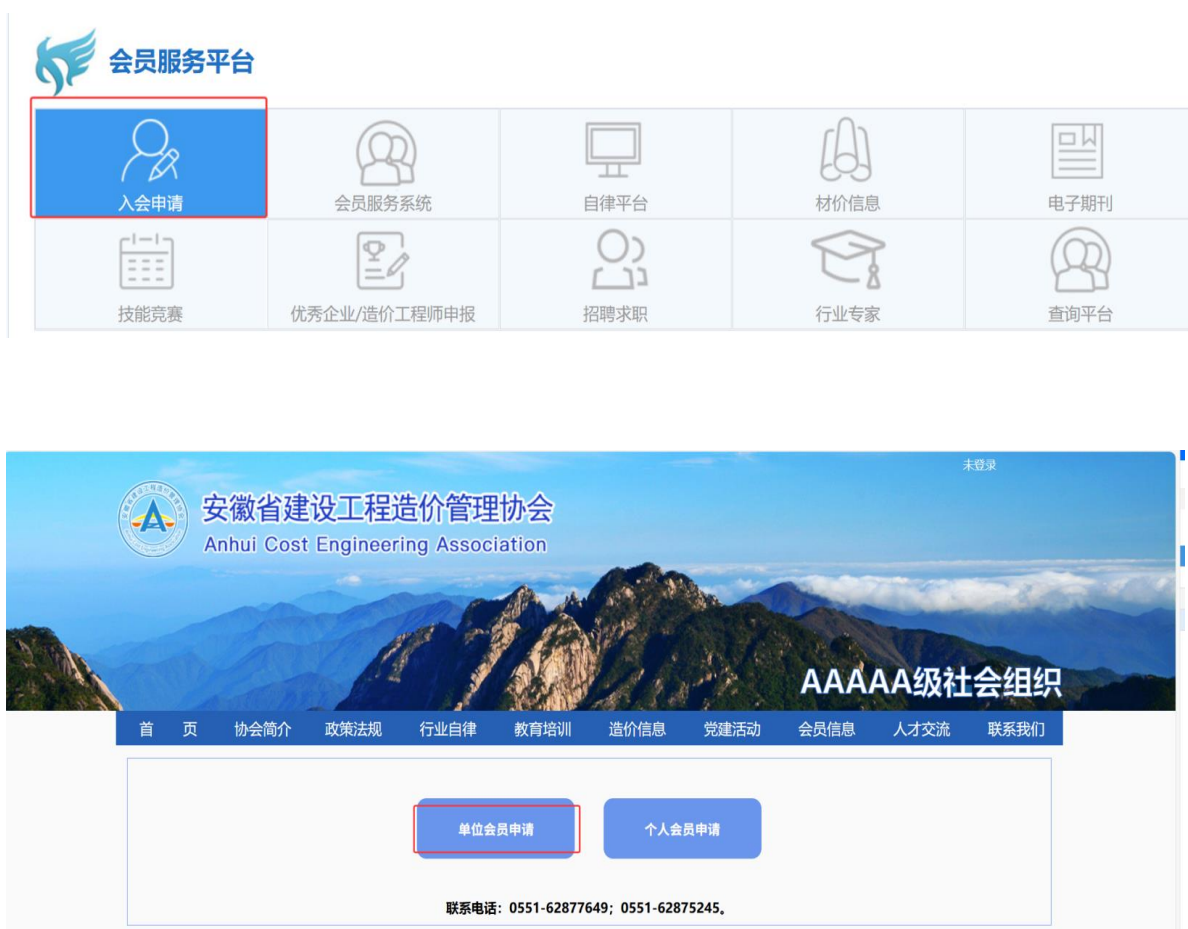 会员服务平台
入会申请
会员服务系统
自律平台
材价信息
电子期刊
技能竞赛
优秀企业/造价工程师申报
招聘求职
行业专家
查询平台
未登录
安徽省建设工程造价管理协会
Anhui Cost Engineering Association
AAAAA级社会组织
首 页 协会简介 政策法规 行业自律 教育培训 造价信息 党建活动 会员信息 人才交流 联系我们
单位会员申请
个人会员申请
联系电话：0551-62877649；0551-62875245。